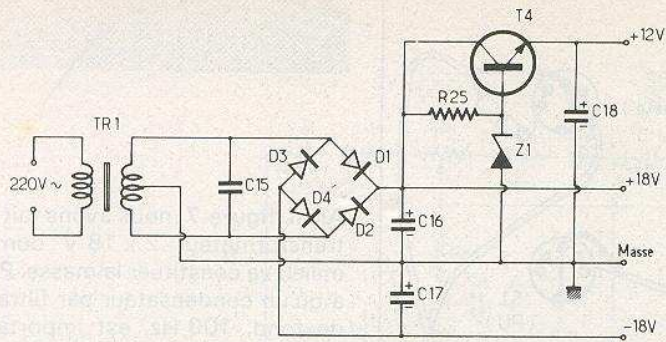 T4
+12V
R25
+
C18
−
TR1
Z1
D3
D1
220V~
C15
+18V
D4
D2
+
C16
−
Masse
+
C17
−
−18V